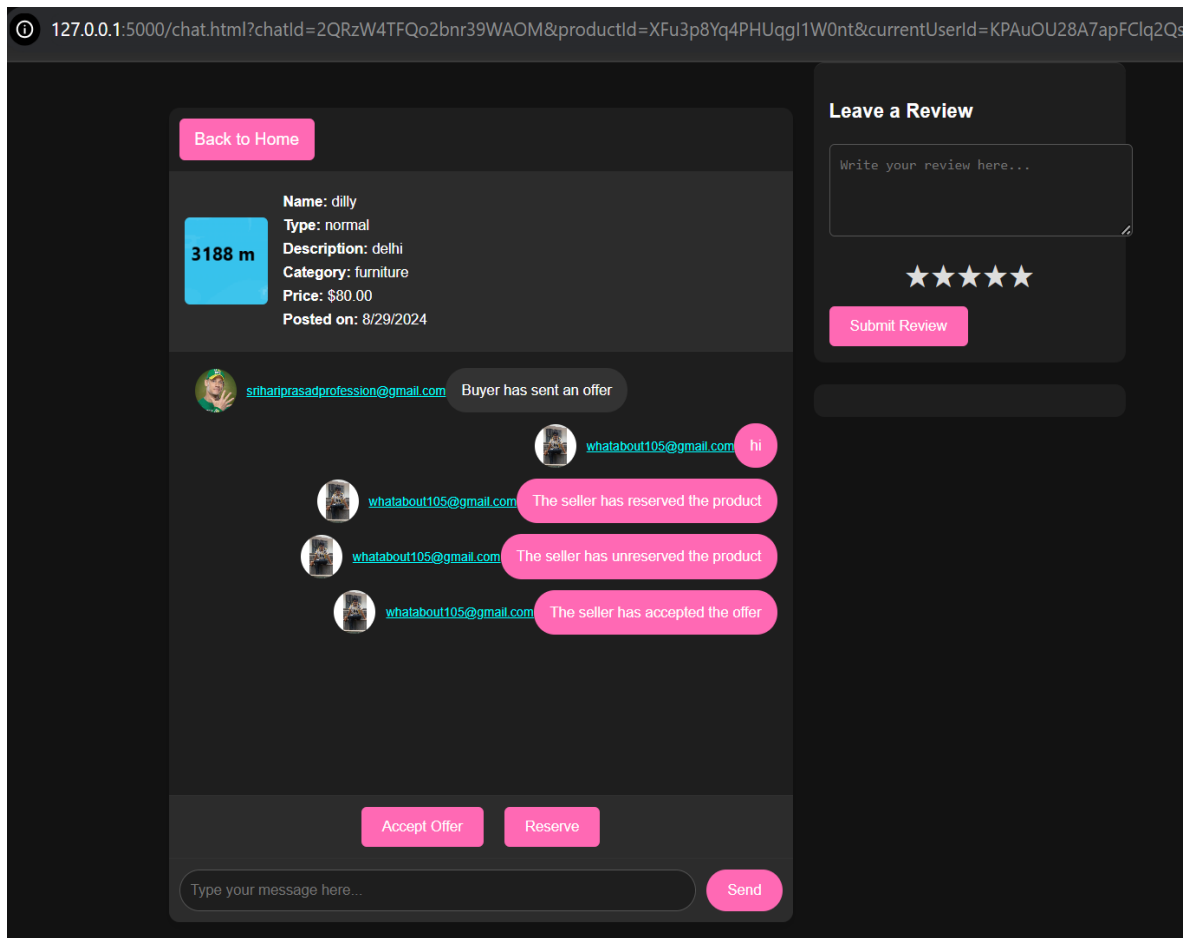 127.0.0.1:5000/chat.html?chatId=2QRzW4TFQo2bnr39WAOM&productId=XFu3p8Yq4PHUqgI1W0nt&currentUserId=KPAuOU28A7apFClq2Qs
Back to Home
3188 m
Name: dilly
Type: normal
Description: delhi
Category: furniture
Price: $80.00
Posted on: 8/29/2024
srihariprasadprofession@gmail.com Buyer has sent an offer
whatabout105@gmail.com hi
whatabout105@gmail.com The seller has reserved the product
whatabout105@gmail.com The seller has unreserved the product
whatabout105@gmail.com The seller has accepted the offer
Accept Offer Reserve
Type your message here... Send
Leave a Review
Write your review here...
Submit Review